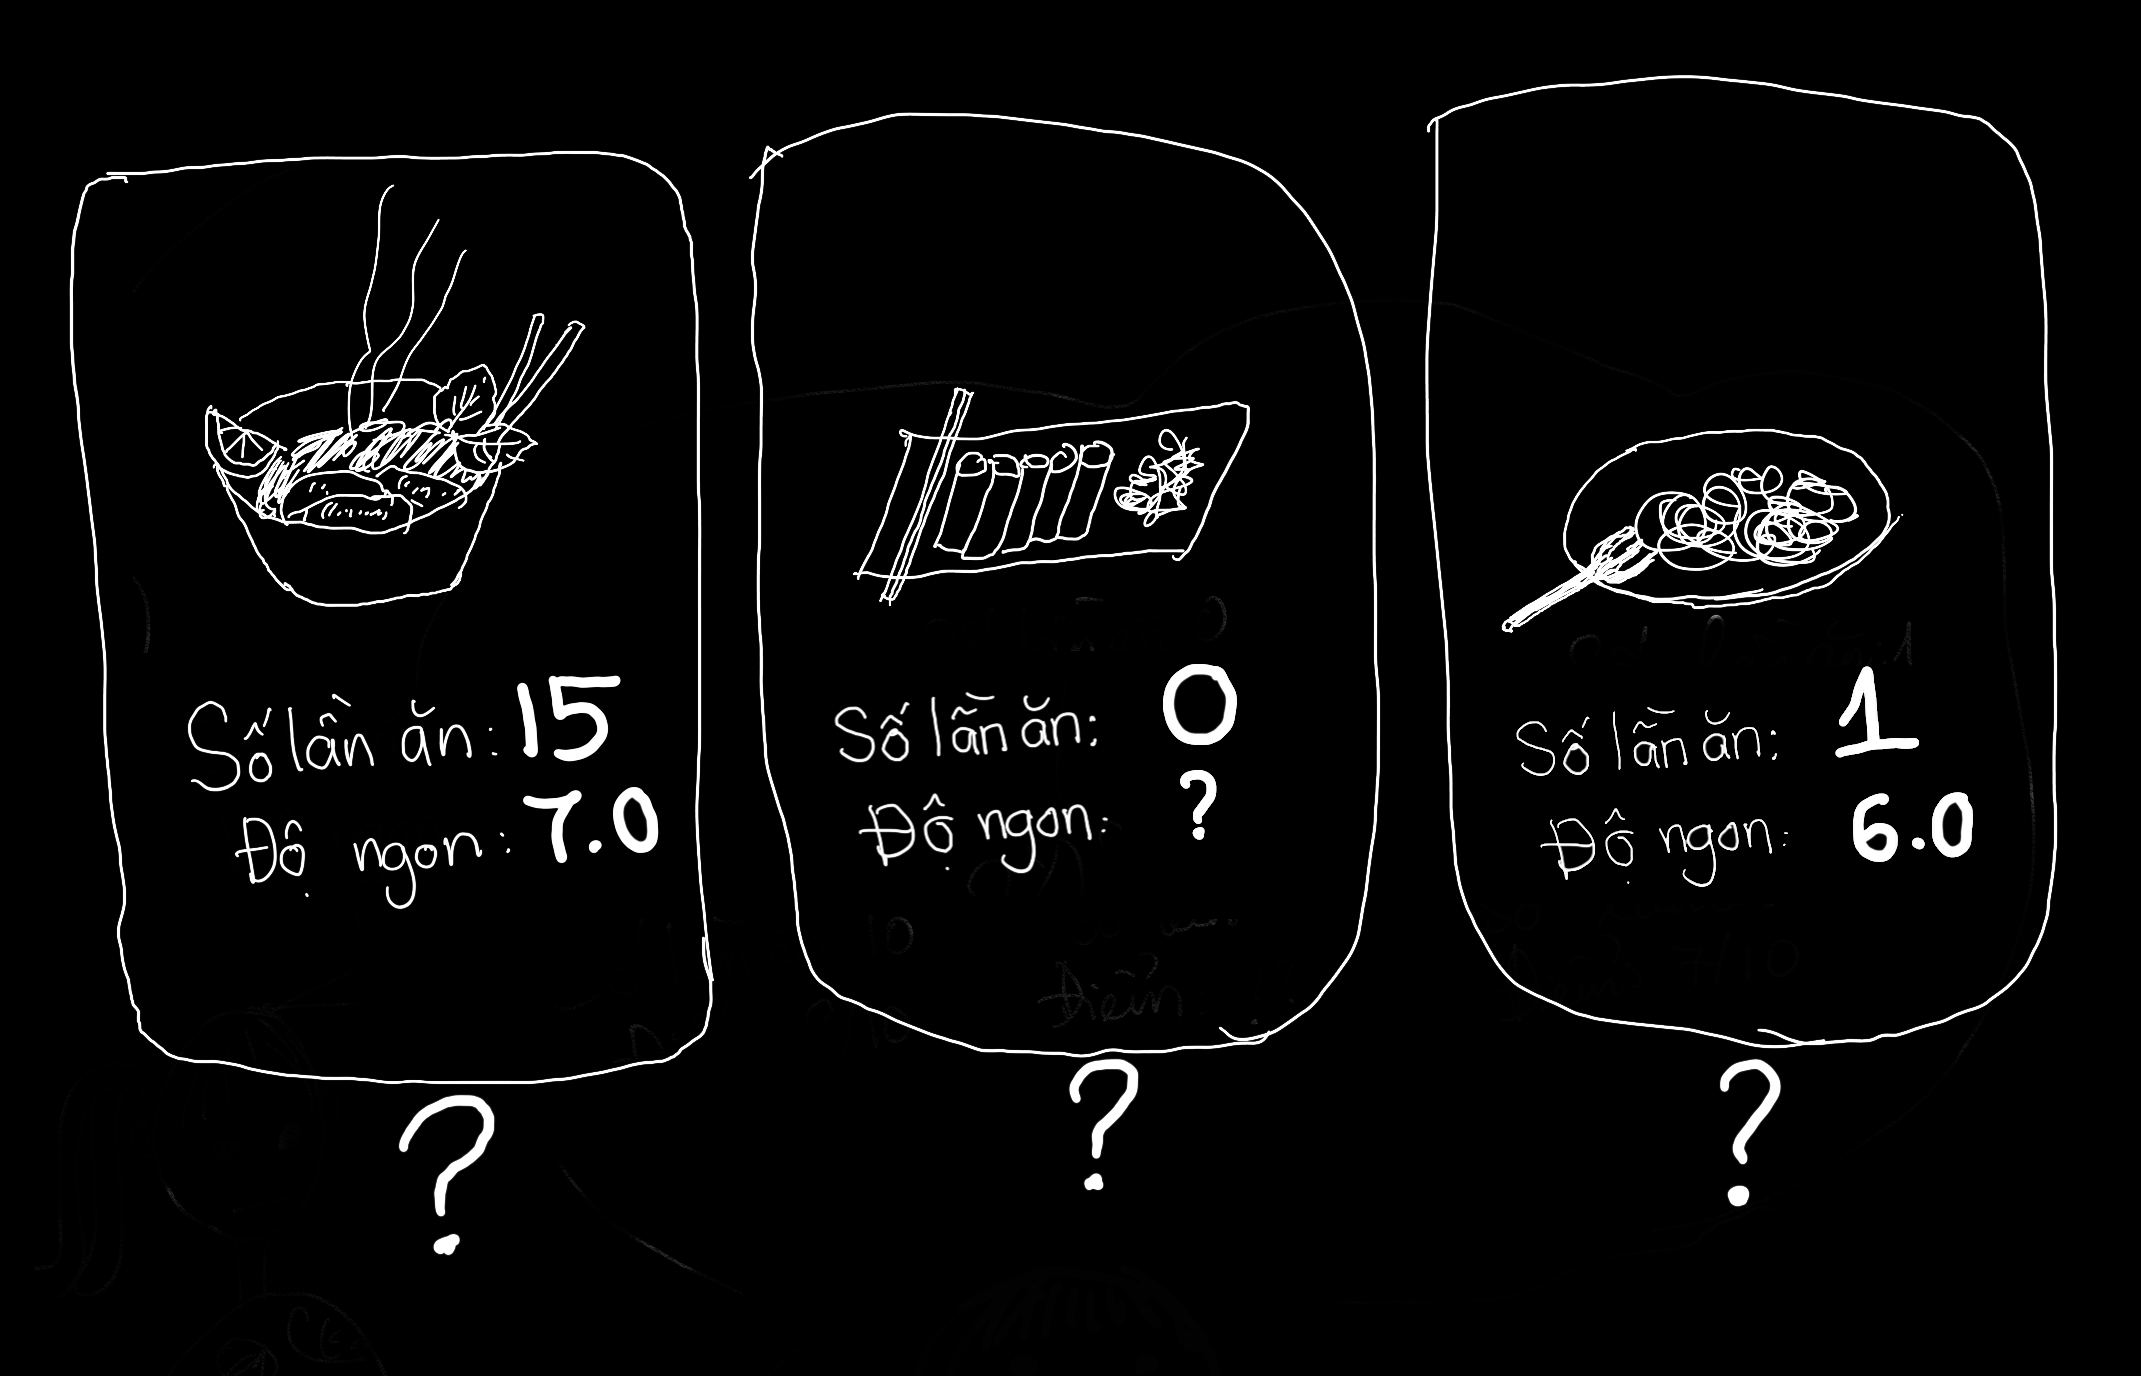 Số lần ăn: 15
Độ ngon: 7.0
?
Số lần ăn: 0
Độ ngon: ?
?
Số lần ăn: 1
Độ ngon: 6.0
?